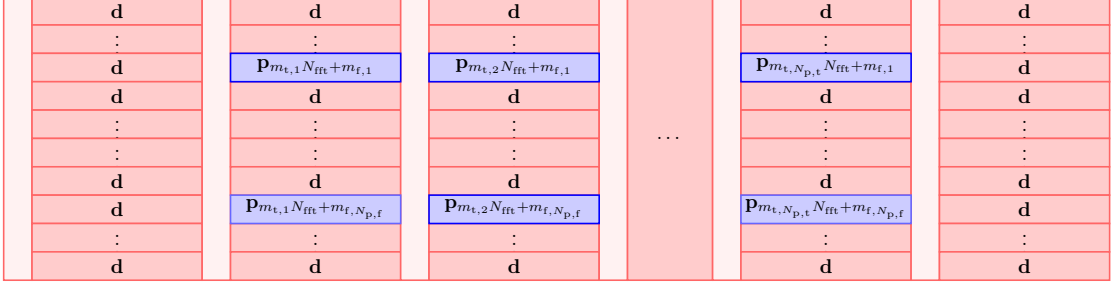 d d d d d
: : : : :
d p_{m_{t,1}N_{fft}+m_{f,1}} p_{m_{t,2}N_{fft}+m_{f,1}} p_{m_{t,N_{p,t}}N_{fft}+m_{f,1}} d
d d d d d
: : : : :
...
: : : : :
d d d d d
d p_{m_{t,1}N_{fft}+m_{f,N_{p,f}}} p_{m_{t,2}N_{fft}+m_{f,N_{p,f}}} p_{m_{t,N_{p,t}}N_{fft}+m_{f,N_{p,f}}} d
: : : : :
d d d d d